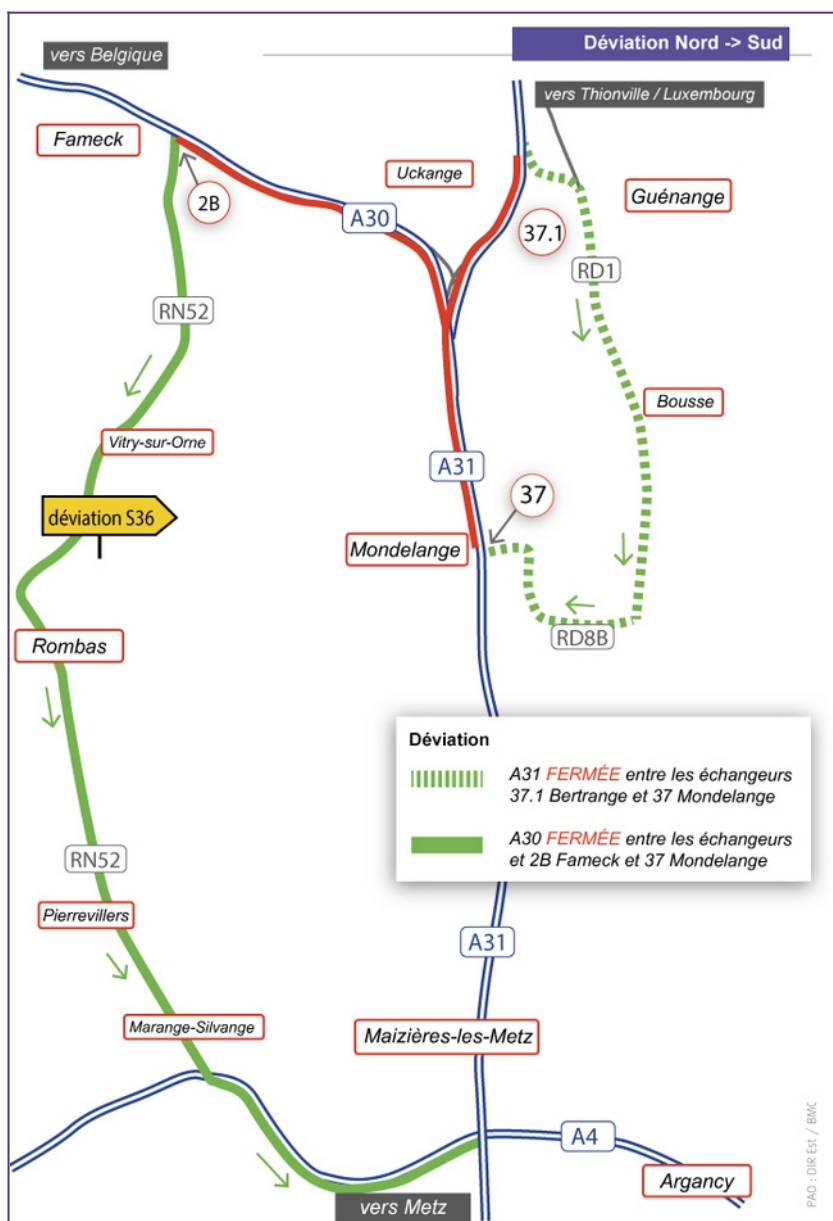 vers Belgique
Déviation Nord -> Sud
vers Thionville / Luxembourg
Fameck
Uckange
Guénange
2B
A30
37.1
RD1
RN52
Bousse
Vitry-sur-Orne
A31
37
déviation S36
Mondelange
RD8B
Rombas
Déviation
A31 FERMÉE entre les échangeurs
37.1 Bertrange et 37 Mondelange
A30 FERMÉE entre les échangeurs
et 2B Fameck et 37 Mondelange
RN52
Pierrevillers
A31
Marange-Silvange
Maizières-les-Metz
A4
Argancy
vers Metz
PAO : DIR Est / BMC